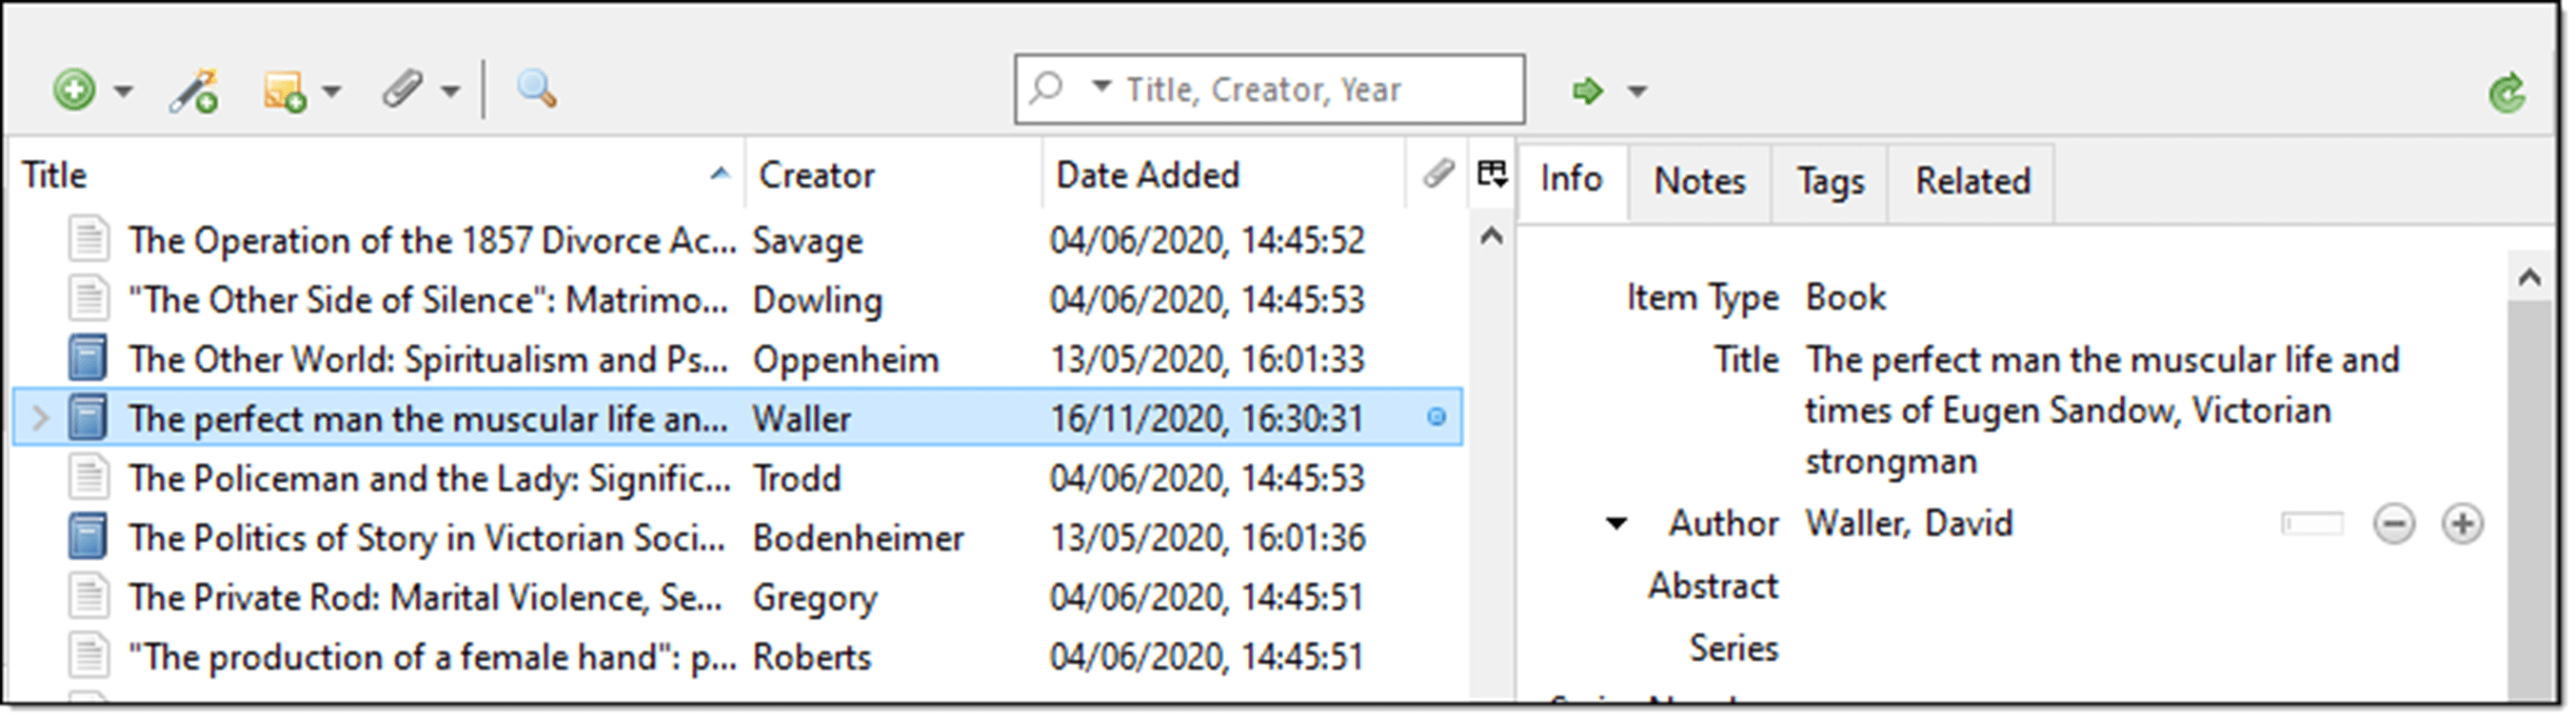 Title, Creator, Year
Title Creator Date Added
The Operation of the 1857 Divorce Ac... Savage 04/06/2020, 14:45:52
"The Other Side of Silence": Matrimo... Dowling 04/06/2020, 14:45:53
The Other World: Spiritualism and Ps... Oppenheim 13/05/2020, 16:01:33
The perfect man the muscular life an... Waller 16/11/2020, 16:30:31
The Policeman and the Lady: Signific... Trodd 04/06/2020, 14:45:53
The Politics of Story in Victorian Soci... Bodenheimer 13/05/2020, 16:01:36
The Private Rod: Marital Violence, Se... Gregory 04/06/2020, 14:45:51
"The production of a female hand": p... Roberts 04/06/2020, 14:45:51
Info Notes Tags Related
Item Type Book
Title The perfect man the muscular life and
times of Eugen Sandow, Victorian
strongman
Author Waller, David
Abstract
Series